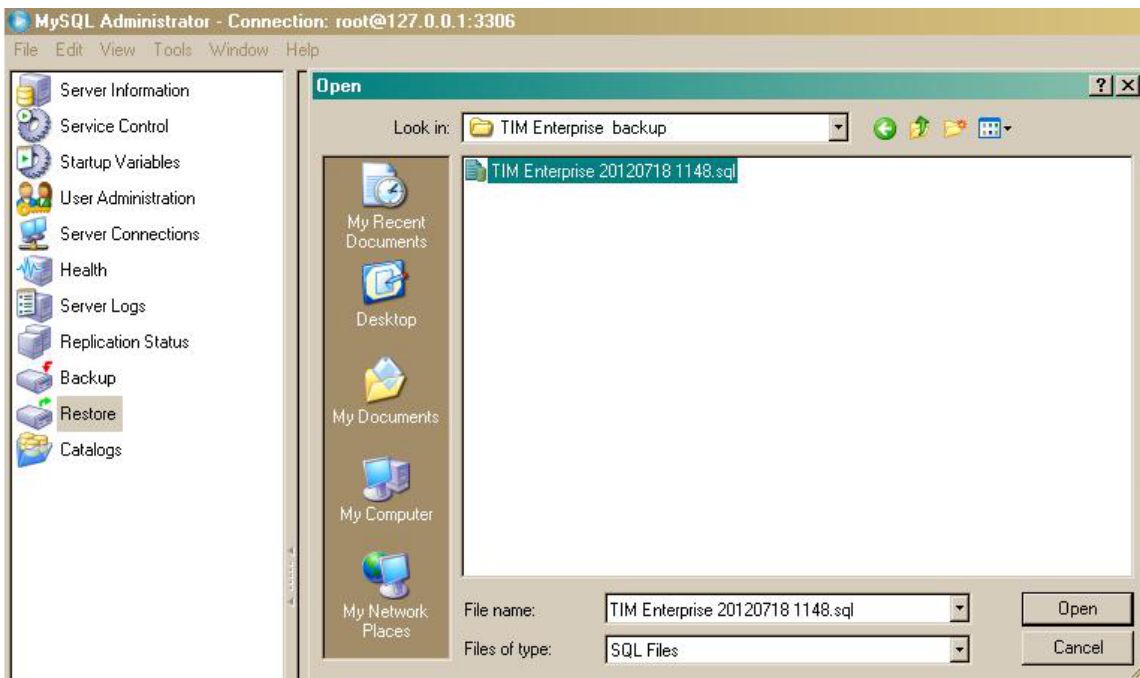 MySQL Administrator - Connection: root@127.0.0.1:3306
File Edit View Tools Window Help
Server Information
Service Control
Startup Variables
User Administration
Server Connections
Health
Server Logs
Replication Status
Backup
Restore
Catalogs
Open
Look in: TIM Enterprise backup
TIM Enterprise 20120718 1148.sql
My Recent
Documents
Desktop
My Documents
My Computer
My Network
Places
File name: TIM Enterprise 20120718 1148.sql Open
Files of type: SQL Files Cancel